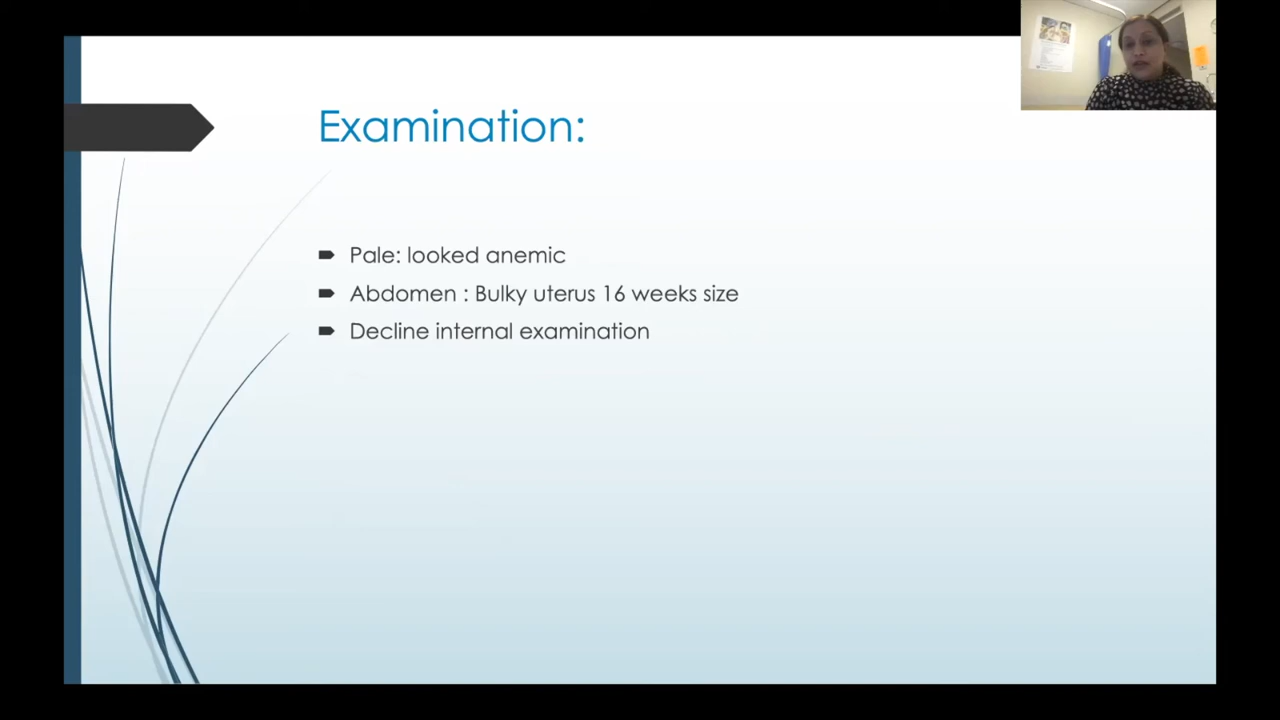 Examination:
Pale: looked anemic
Abdomen : Bulky uterus 16 weeks size
Decline internal examination